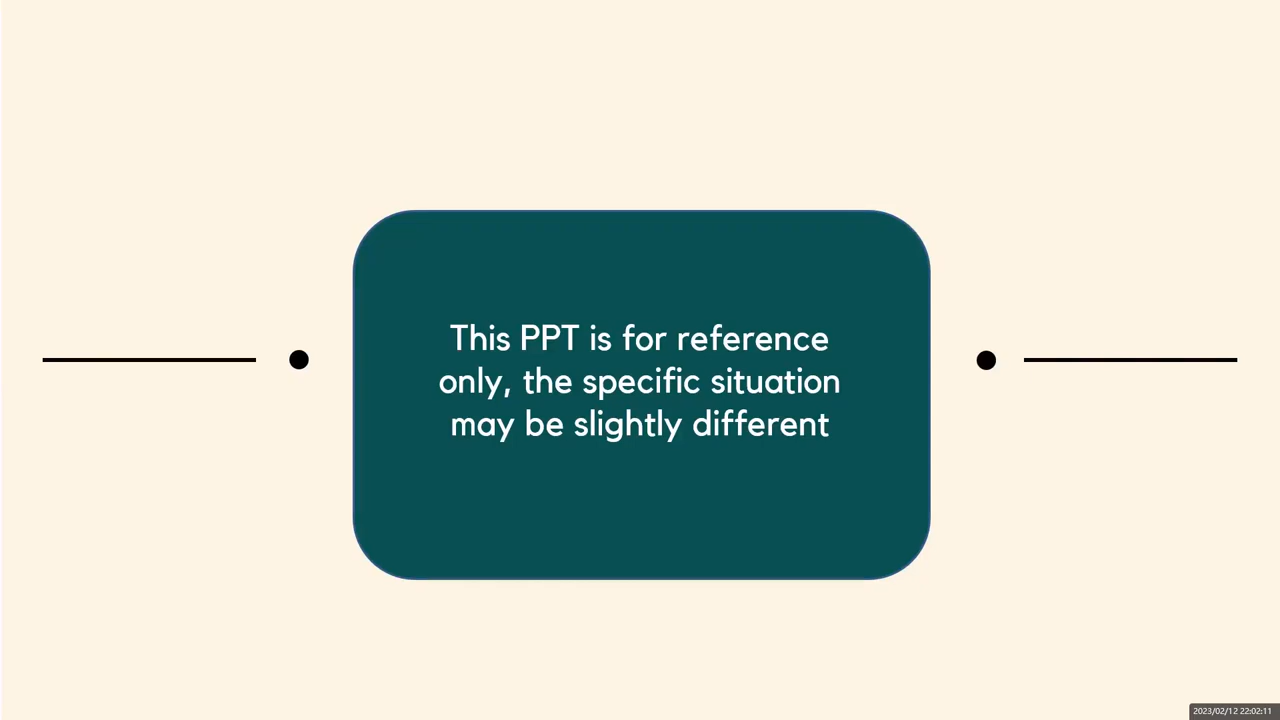 This PPT is for reference
only, the specific situation
may be slightly different
2023/02/12 22:02:11